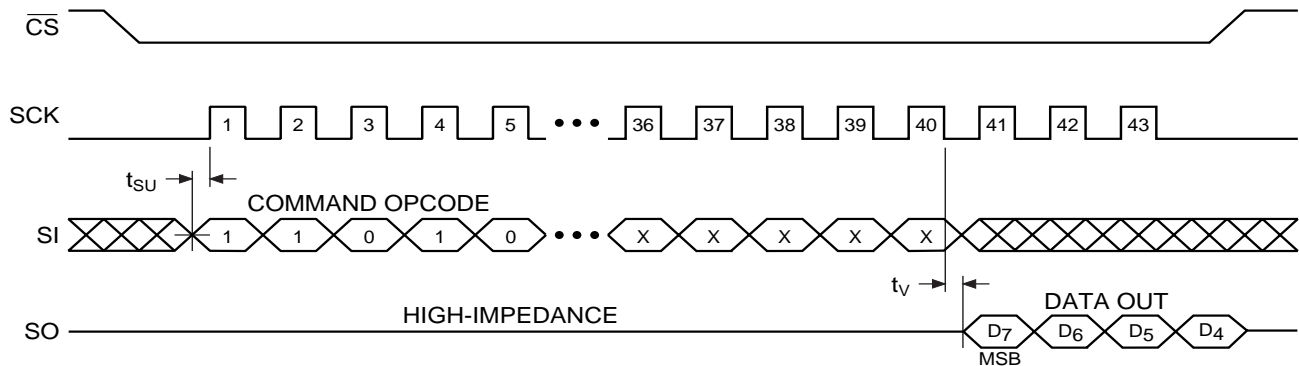 CS
SCK
1 2 3 4 5 ••• 36 37 38 39 40 41 42 43
tSU
COMMAND OPCODE
SI
1 1 0 1 0 ••• X X X X X
tV
DATA OUT
HIGH-IMPEDANCE
SO
D7 D6 D5 D4
MSB